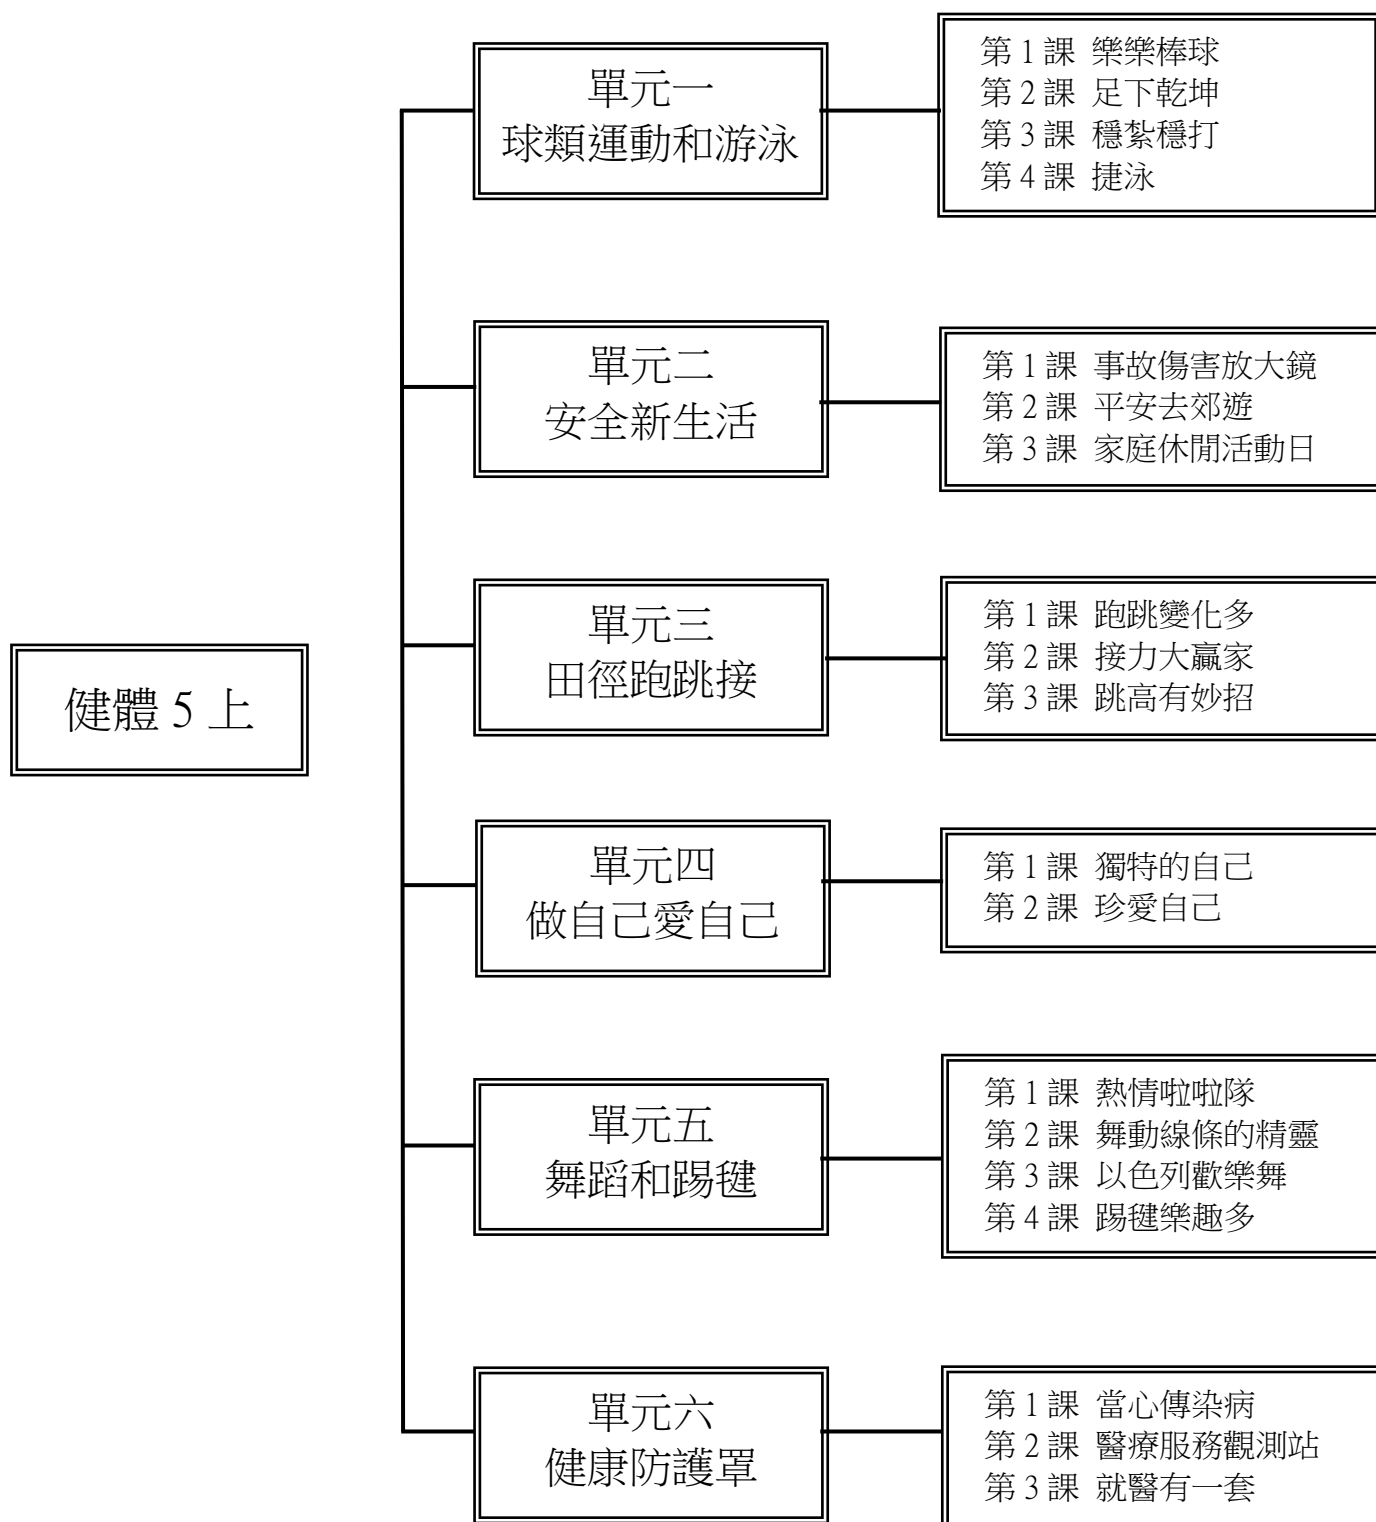 健體 5 上
單元一
球類運動和游泳
第 1 課 樂樂棒球
第 2 課 足下乾坤
第 3 課 穩紮穩打
第 4 課 捷泳
單元二
安全新生活
第 1 課 事故傷害放大鏡
第 2 課 平安去郊遊
第 3 課 家庭休閒活動日
單元三
田徑跑跳接
第 1 課 跑跳變化多
第 2 課 接力大贏家
第 3 課 跳高有妙招
單元四
做自己愛自己
第 1 課 獨特的自己
第 2 課 珍愛自己
單元五
舞蹈和踢毽
第 1 課 熱情啦啦隊
第 2 課 舞動線條的精靈
第 3 課 以色列歡樂舞
第 4 課 踢毽樂趣多
單元六
健康防護罩
第 1 課 當心傳染病
第 2 課 醫療服務觀測站
第 3 課 就醫有一套